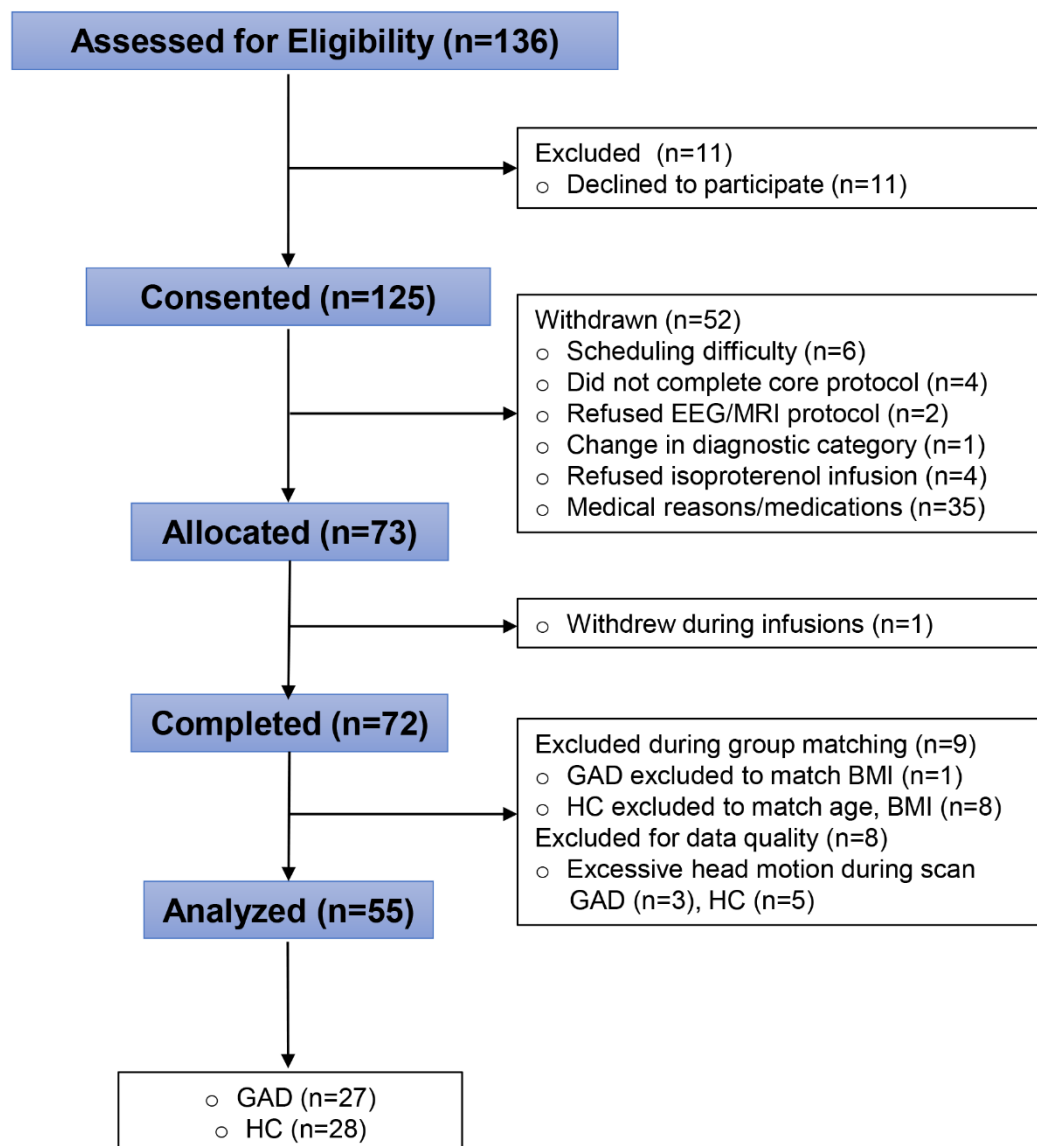 Assessed for Eligibility (n=136)
Excluded (n=11)
o Declined to participate (n=11)
Consented (n=125)
Withdrawn (n=52)
o Scheduling difficulty (n=6)
o Did not complete core protocol (n=4)
o Refused EEG/MRI protocol (n=2)
o Change in diagnostic category (n=1)
o Refused isoproterenol infusion (n=4)
o Medical reasons/medications (n=35)
Allocated (n=73)
o Withdrew during infusions (n=1)
Completed (n=72)
Excluded during group matching (n=9)
o GAD excluded to match BMI (n=1)
o HC excluded to match age, BMI (n=8)
Excluded for data quality (n=8)
o Excessive head motion during scan
GAD (n=3), HC (n=5)
Analyzed (n=55)
o GAD (n=27)
o HC (n=28)